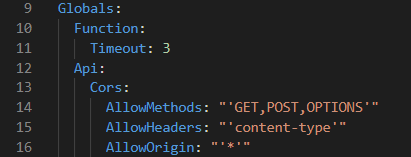 9 Globals:
10 Function:
11 Timeout: 3
12 Api:
13 Cors:
14 AllowMethods: "'GET,POST,OPTIONS'"
15 AllowHeaders: "'content-type'"
16 AllowOrigin: "'*'"